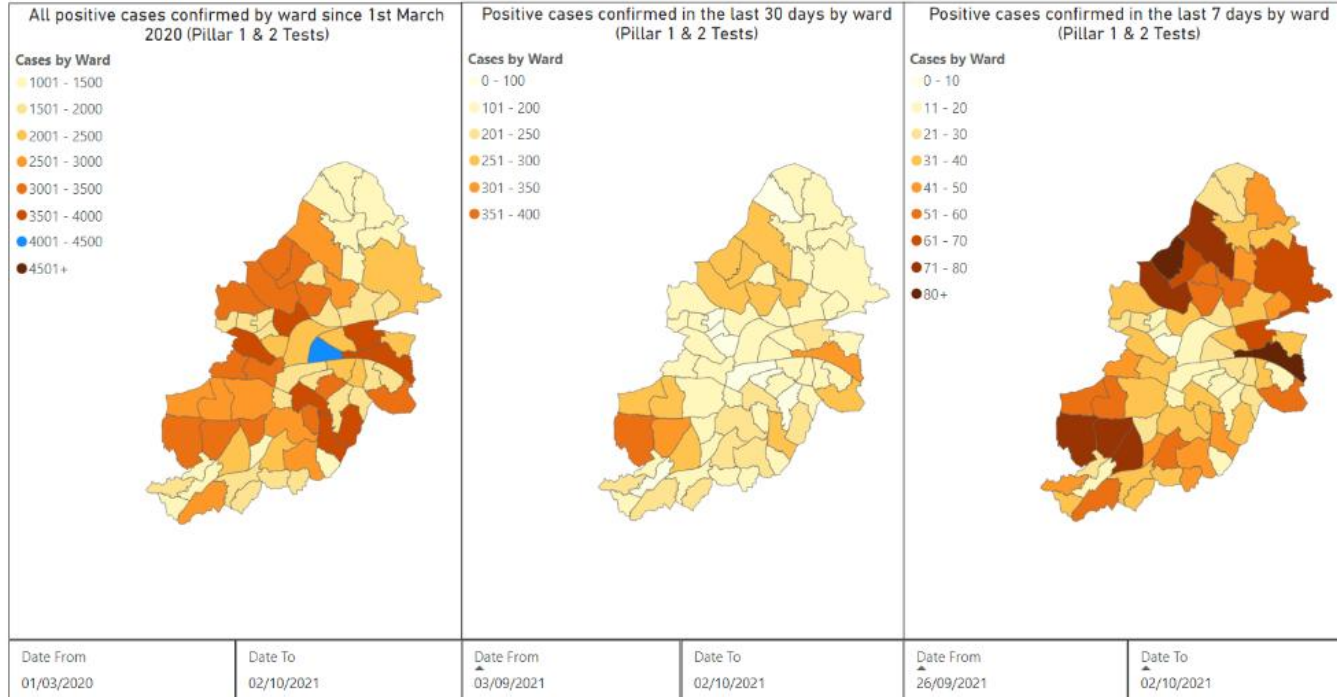 All positive cases confirmed by ward since 1st March
2020 (Pillar 1 & 2 Tests)
Cases by Ward
1001 - 1500
1501 - 2000
2001 - 2500
2501 - 3000
3001 - 3500
3501 - 4000
4001 - 4500
4501+
Date From
01/03/2020
Date To
02/10/2021
Positive cases confirmed in the last 30 days by ward
(Pillar 1 & 2 Tests)
Cases by Ward
0 - 100
101 - 200
201 - 250
251 - 300
301 - 350
351 - 400
Date From
03/09/2021
Date To
02/10/2021
Positive cases confirmed in the last 7 days by ward
(Pillar 1 & 2 Tests)
Cases by Ward
0 - 10
11 - 20
21 - 30
31 - 40
41 - 50
51 - 60
61 - 70
71 - 80
80+
Date From
26/09/2021
Date To
02/10/2021